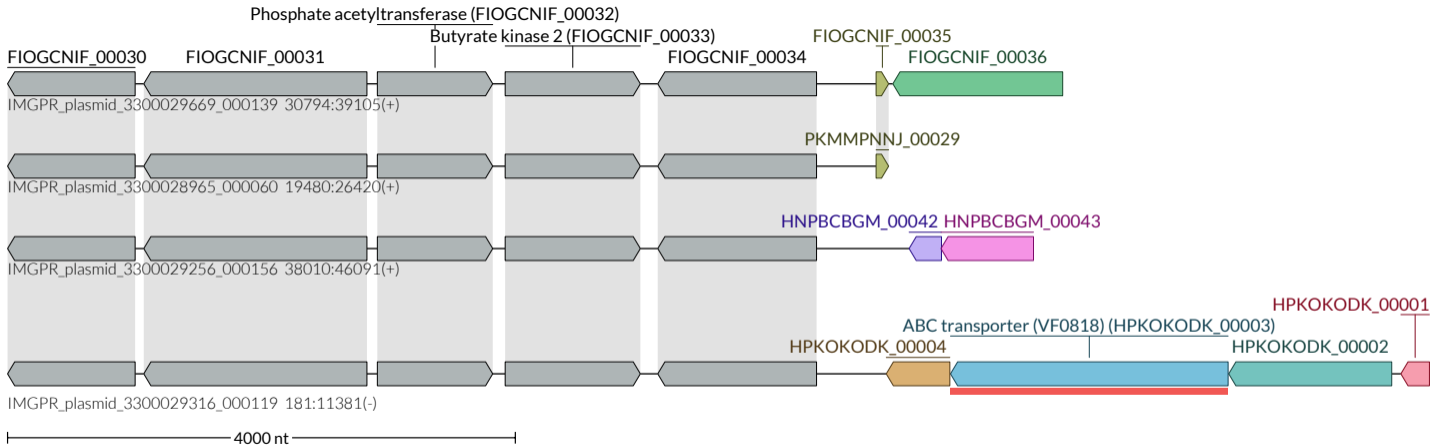 Phosphate acetyltransferase (FIOGCNIF_00032)
Butyrate kinase 2 (FIOGCNIF_00033)
FIOGCNIF_00035
FIOGCNIF_00030
FIOGCNIF_00031
FIOGCNIF_00034
FIOGCNIF_00036
IMGPR_plasmid_3300029669_000139 30794:39105(+)
PKMMPNNJ_00029
IMGPR_plasmid_3300028965_000060 19480:26420(+)
HNPBCBGM_00042
HNPBCBGM_00043
IMGPR_plasmid_3300029256_000156 38010:46091(+)
HPKOKODK_00001
ABC transporter (VF0818) (HPKOKODK_00003)
HPKOKODK_00004
HPKOKODK_00002
IMGPR_plasmid_3300029316_000119 181:11381(-)
4000 nt